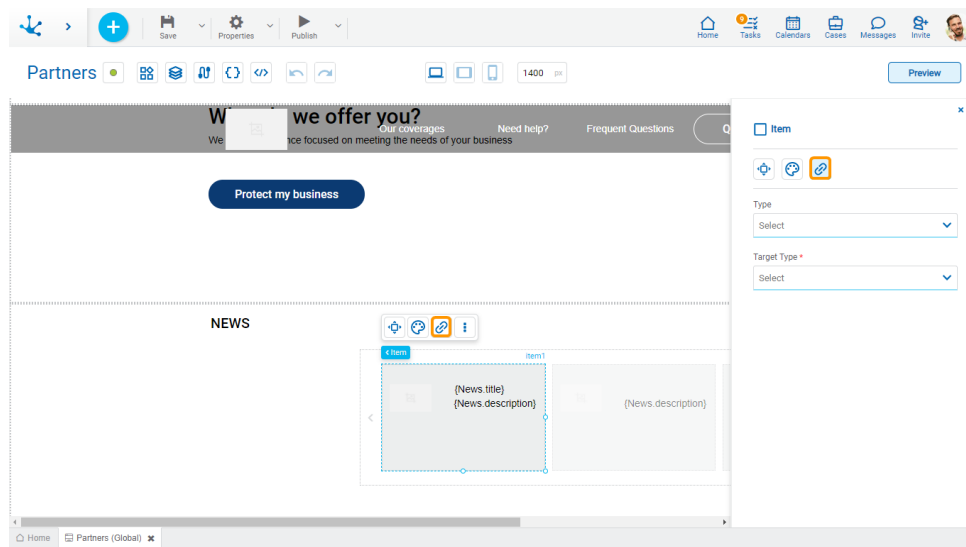 Save
Properties
Publish
Home
9
Tasks
Calendars
Cases
Messages
Invite
Partners
1400 px
Preview
we offer you?
Our coverages
Need help?
Frequent Questions
We
nce focused on meeting the needs of your business
Protect my business
NEWS
Item
Item1
{News.title}
{News.description}
{News.description}
Item
Type
Select
Target Type *
Select
Home
Partners (Global)